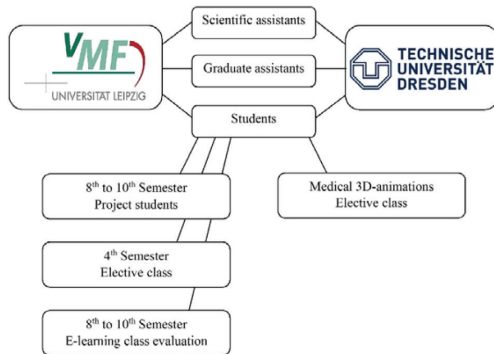 Scientific assistants
VMF
UNIVERSITÄT LEIPZIG
Graduate assistants
TECHNISCHE
UNIVERSITÄT
DRESDEN
Students
8th to 10th Semester
Project students
Medical 3D-animations
Elective class
4th Semester
Elective class
8th to 10th Semester
E-learning class evaluation